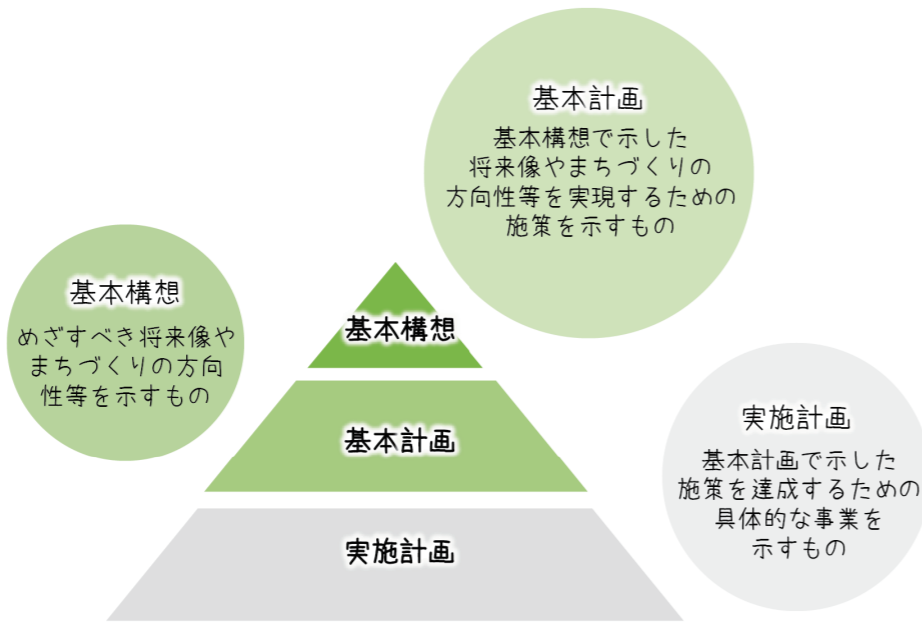 基本計画
基本構想で示した
将来像やまちづくりの
方向性等を実現するための
施策を示すもの
基本構想
めざすべき将来像や
まちづくりの方向
性等を示すもの
基本構想
基本計画
実施計画
実施計画
基本計画で示した
施策を達成するための
具体的な事業を
示すもの